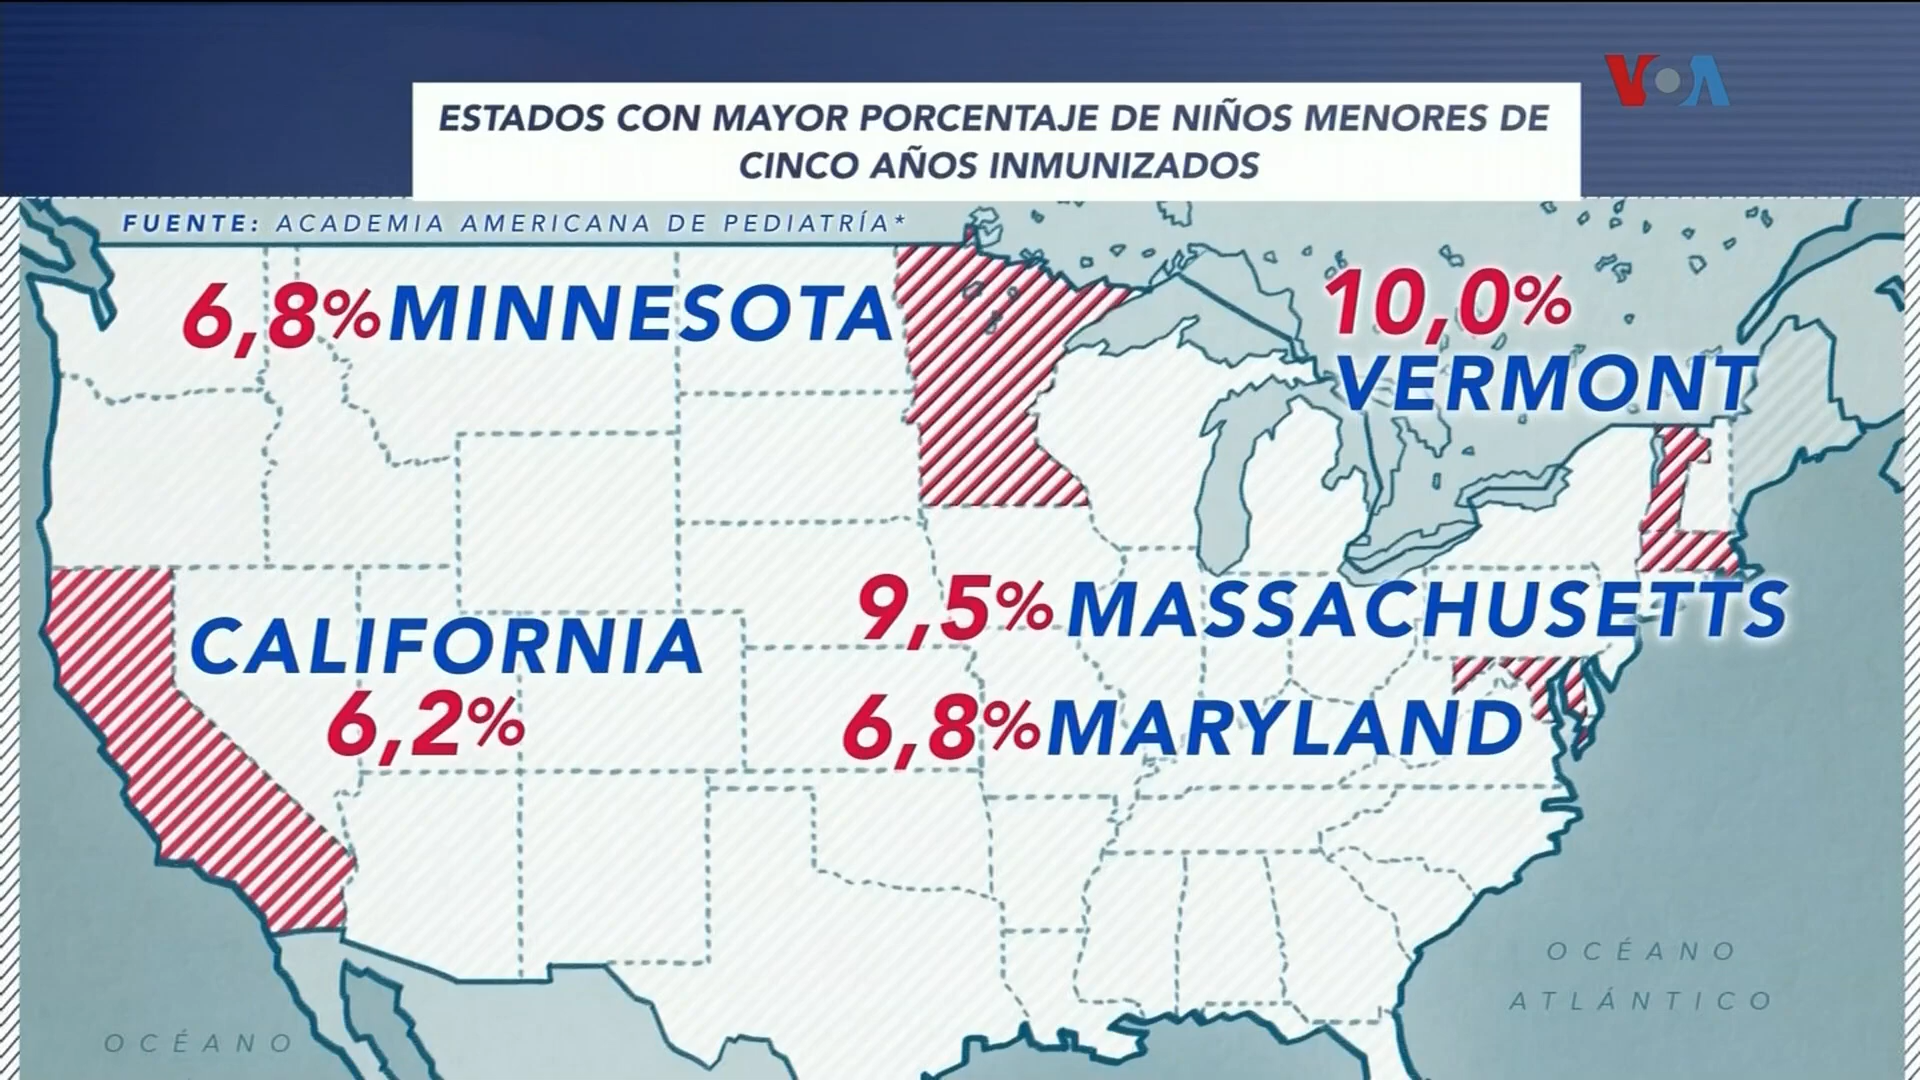 VOA
ESTADOS CON MAYOR PORCENTAJE DE NIÑOS MENORES DE
CINCO AÑOS INMUNIZADOS
FUENTE: ACADEMIA AMERICANA DE PEDIATRÍA*
6,8% MINNESOTA
10,0%
VERMONT
9,5% MASSACHUSETTS
CALIFORNIA
6,2%
6,8% MARYLAND
OCÉANO
ATLÁNTICO
OCÉANO